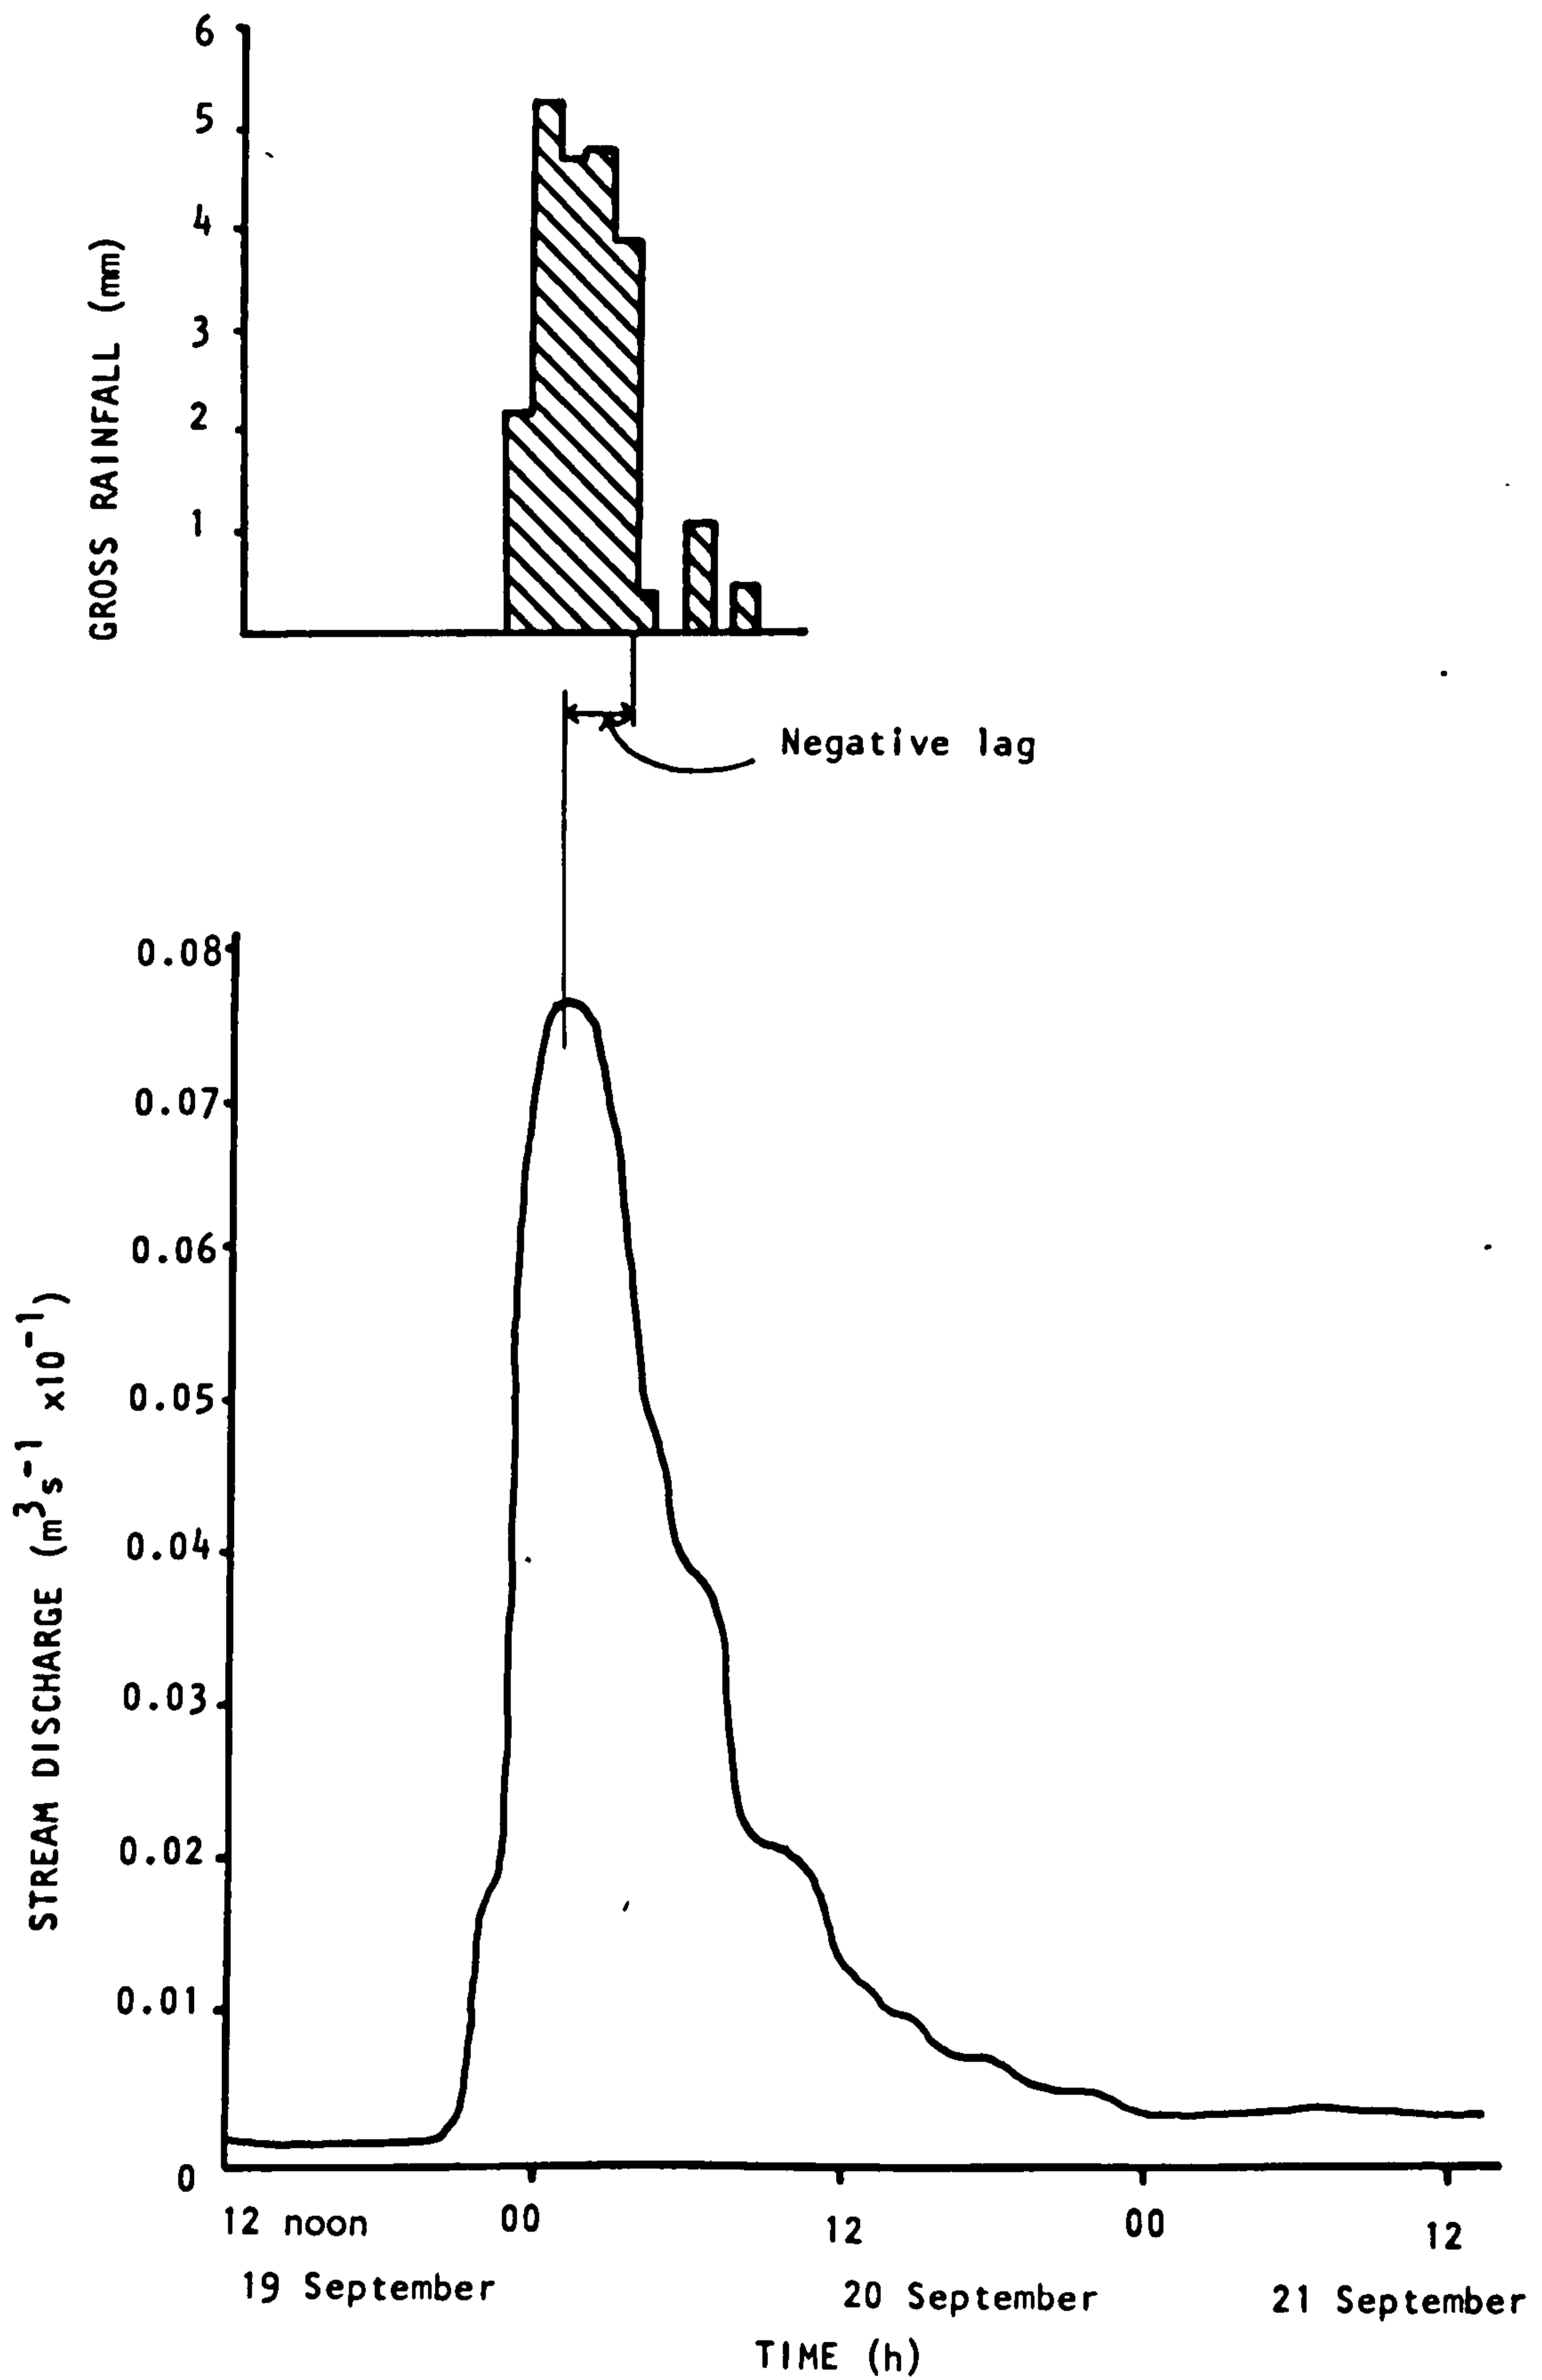 GROSS RAINFALL (mm)
6
5
4
3
2
1
Negative lag
STREAM DISCHARGE (m³s⁻¹ x10⁻¹)
0.08
0.07
0.06
0.05
0.04
0.03
0.02
0.01
0
12 noon 00 12 00 12
19 September 20 September 21 September
TIME (h)